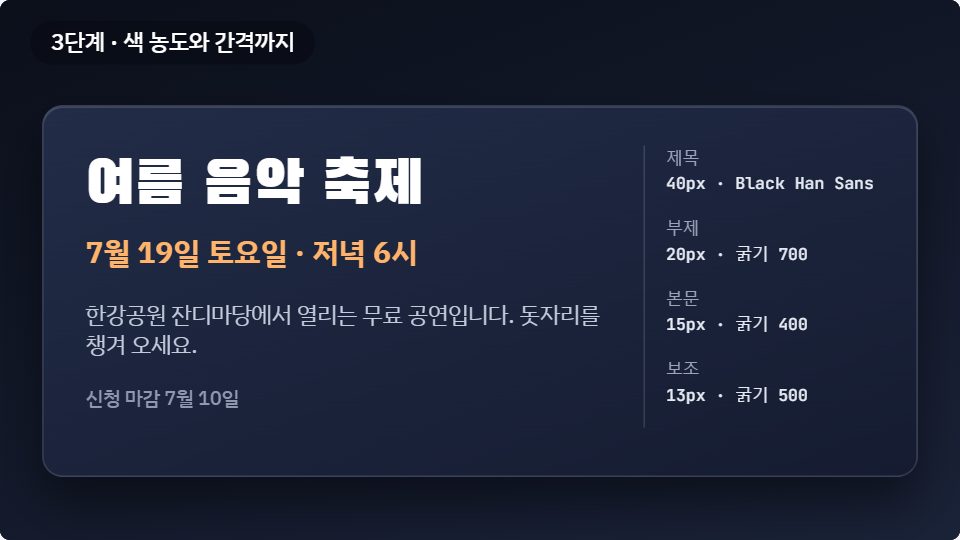 3단계 · 색 농도와 간격까지
여름 음악 축제
7월 19일 토요일 · 저녁 6시
한강공원 잔디마당에서 열리는 무료 공연입니다. 돗자리를
챙겨 오세요.
신청 마감 7월 10일
제목
40px · Black Han Sans
부제
20px · 굵기 700
본문
15px · 굵기 400
보조
13px · 굵기 500